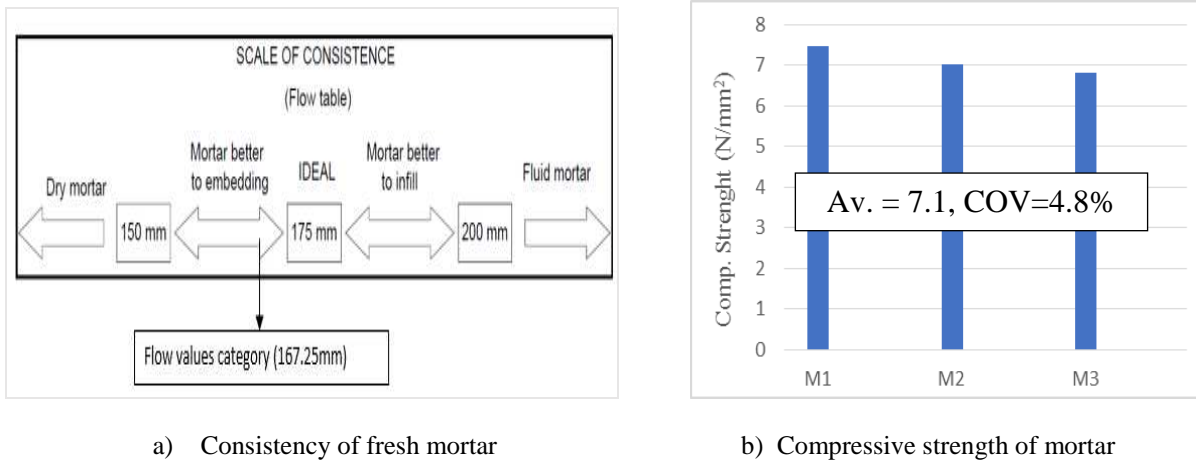 SCALE OF CONSISTENCE
(Flow table)
Dry mortar
Mortar better
to embedding
IDEAL
Mortar better
to infill
Fluid mortar
150 mm
175 mm
200 mm
Flow values category (167.25mm)
a) Consistency of fresh mortar
Comp. Strenght (N/mm²)
8
7
6
5
4
3
2
1
0
Av. = 7.1, COV=4.8%
M1 M2 M3
b) Compressive strength of mortar